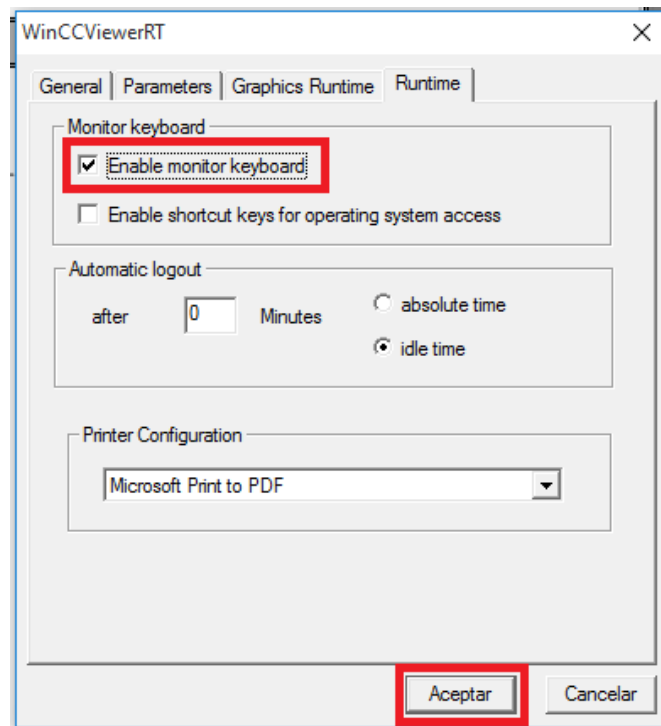 WinCCViewerRT
General Parameters Graphics Runtime Runtime
Monitor keyboard
Enable monitor keyboard
Enable shortcut keys for operating system access
Automatic logout
after 0 Minutes absolute time
idle time
Printer Configuration
Microsoft Print to PDF
Aceptar Cancelar